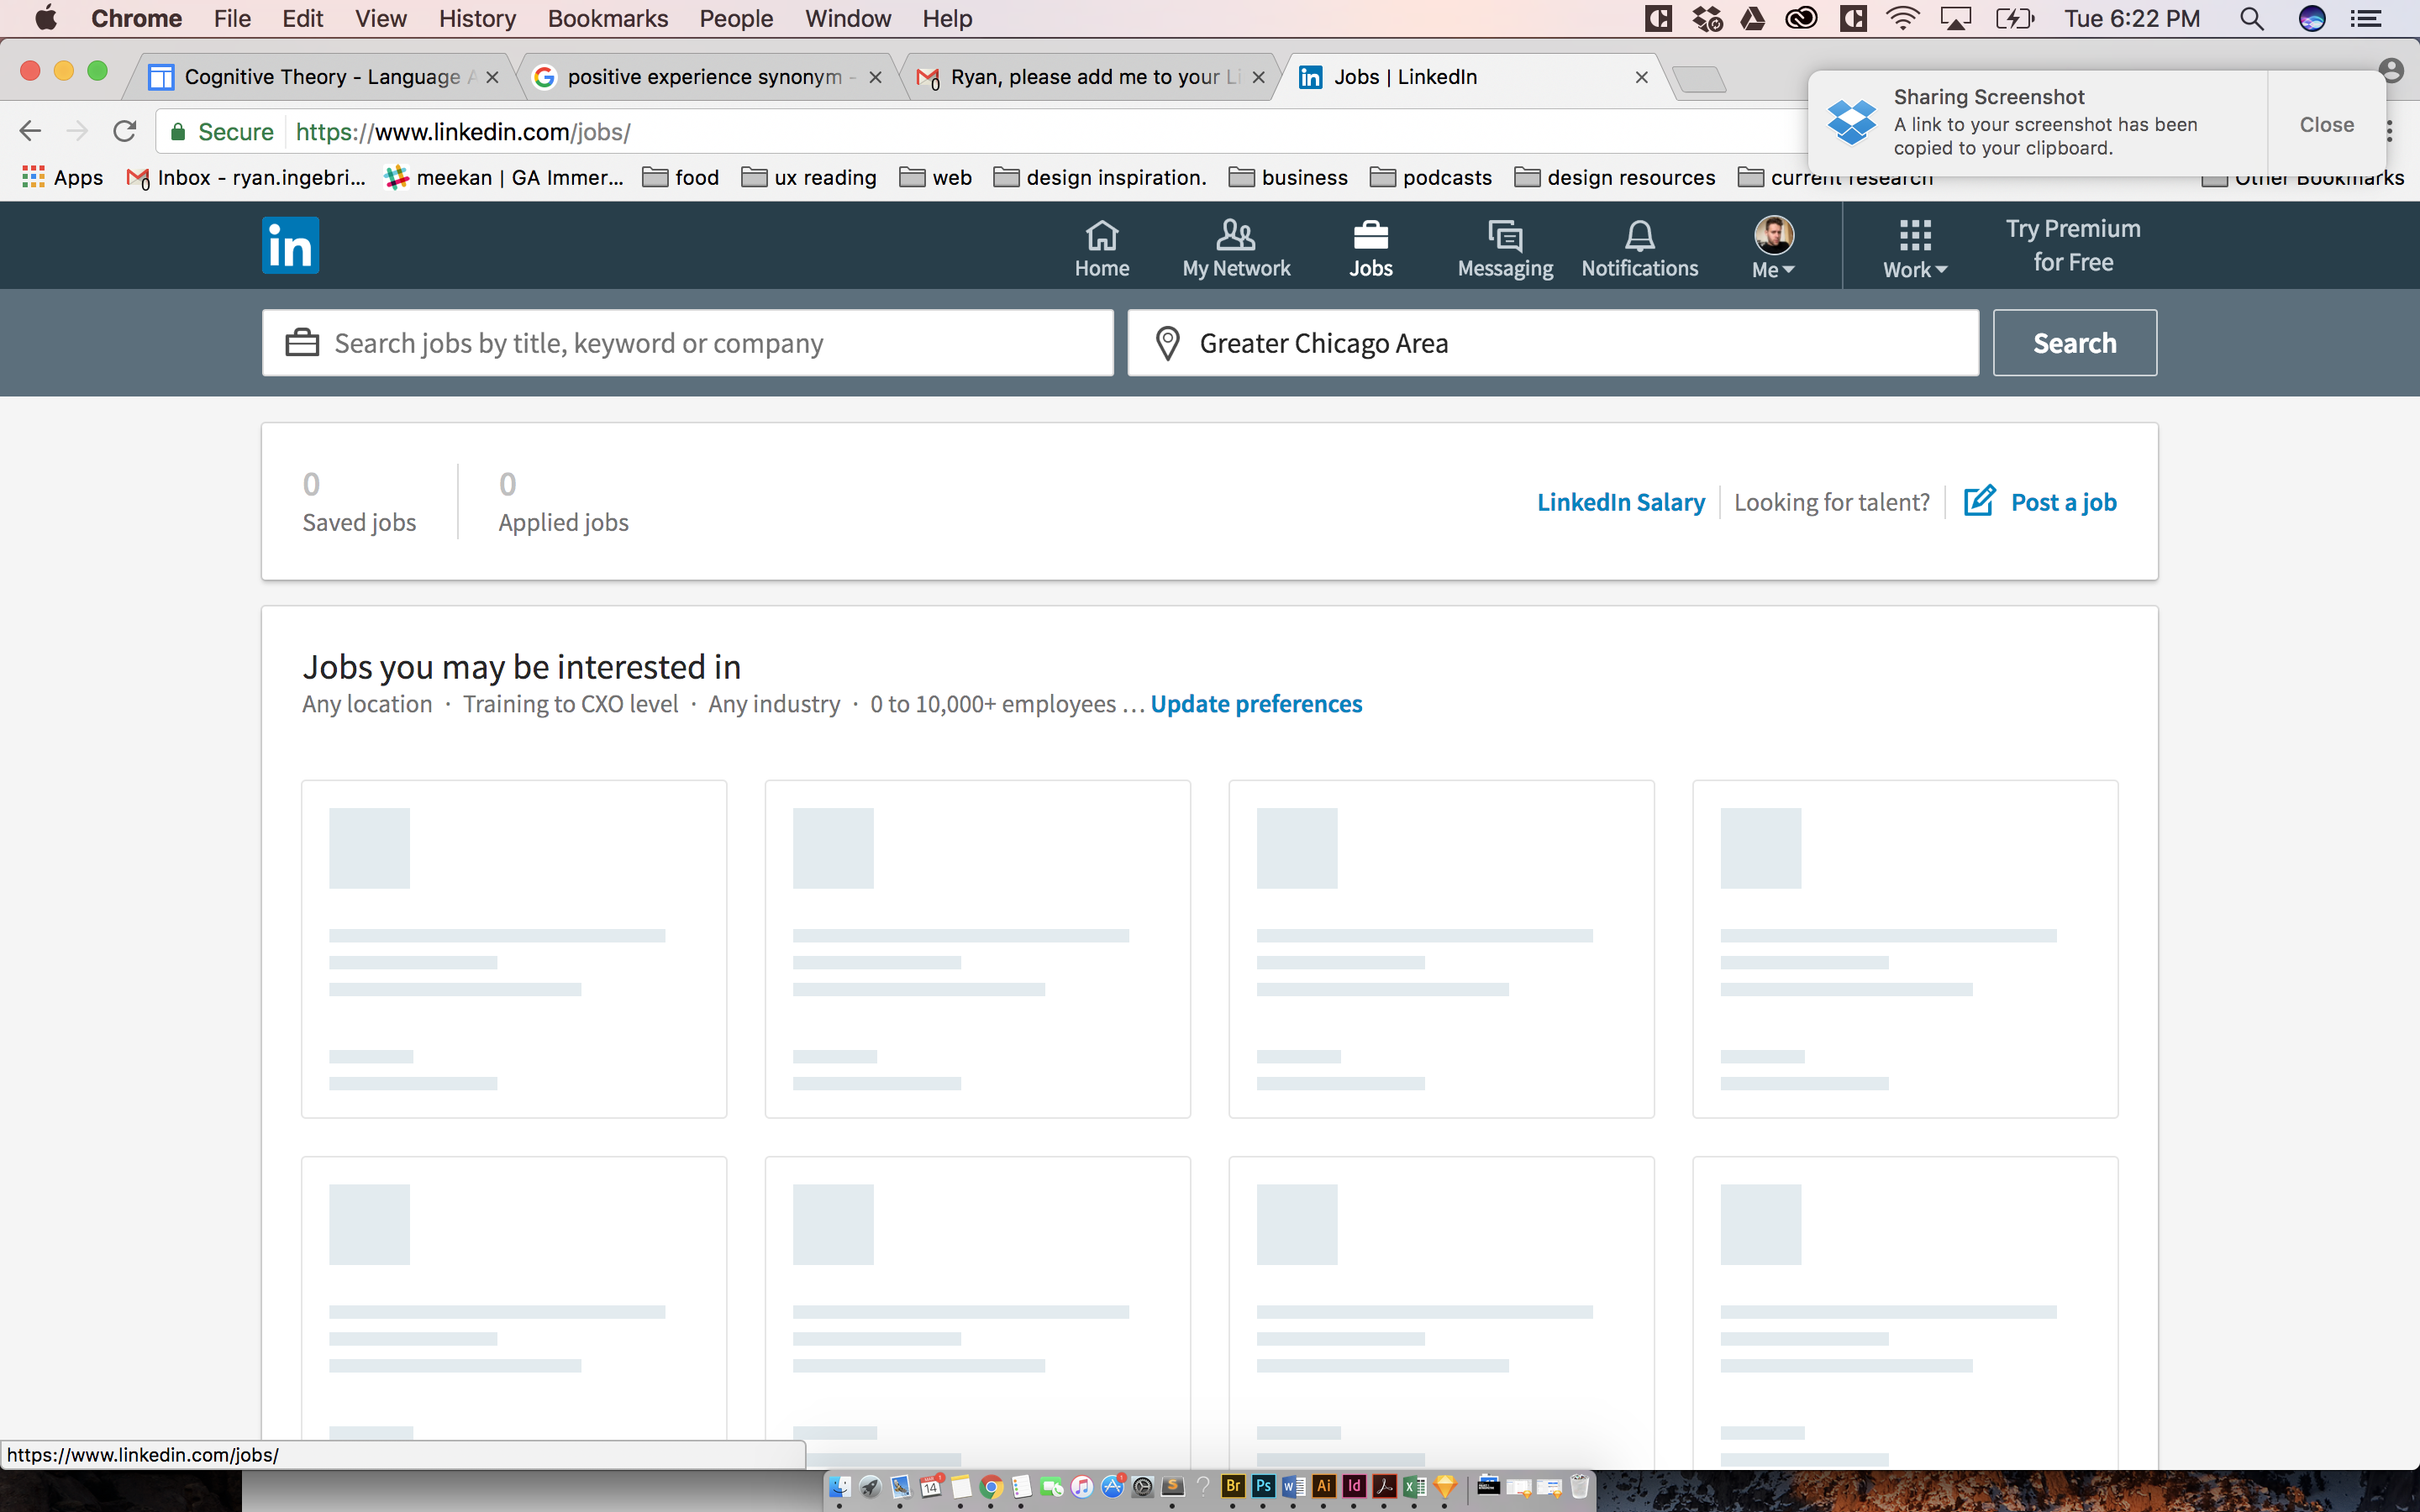 Chrome File Edit View History Bookmarks People Window Help Tue 6:22 PM
Cognitive Theory - Language positive experience synonym - Ryan, please add me to your Jobs | LinkedIn
Sharing Screenshot
A link to your screenshot has been
copied to your clipboard.
Close
Secure https://www.linkedin.com/jobs/
Apps Inbox - ryan.ingebri... meekan | GA Immer... food ux reading web design inspiration. business podcasts design resources current research Other Bookmarks
in
Home My Network Jobs Messaging Notifications Me Work
Try Premium
for Free
Search jobs by title, keyword or company Greater Chicago Area Search
0 0
Saved jobs Applied jobs
LinkedIn Salary Looking for talent? Post a job
Jobs you may be interested in
Any location · Training to CXO level · Any industry · 0 to 10,000+ employees ... Update preferences
https://www.linkedin.com/jobs/
14 Br Ps Ai Id